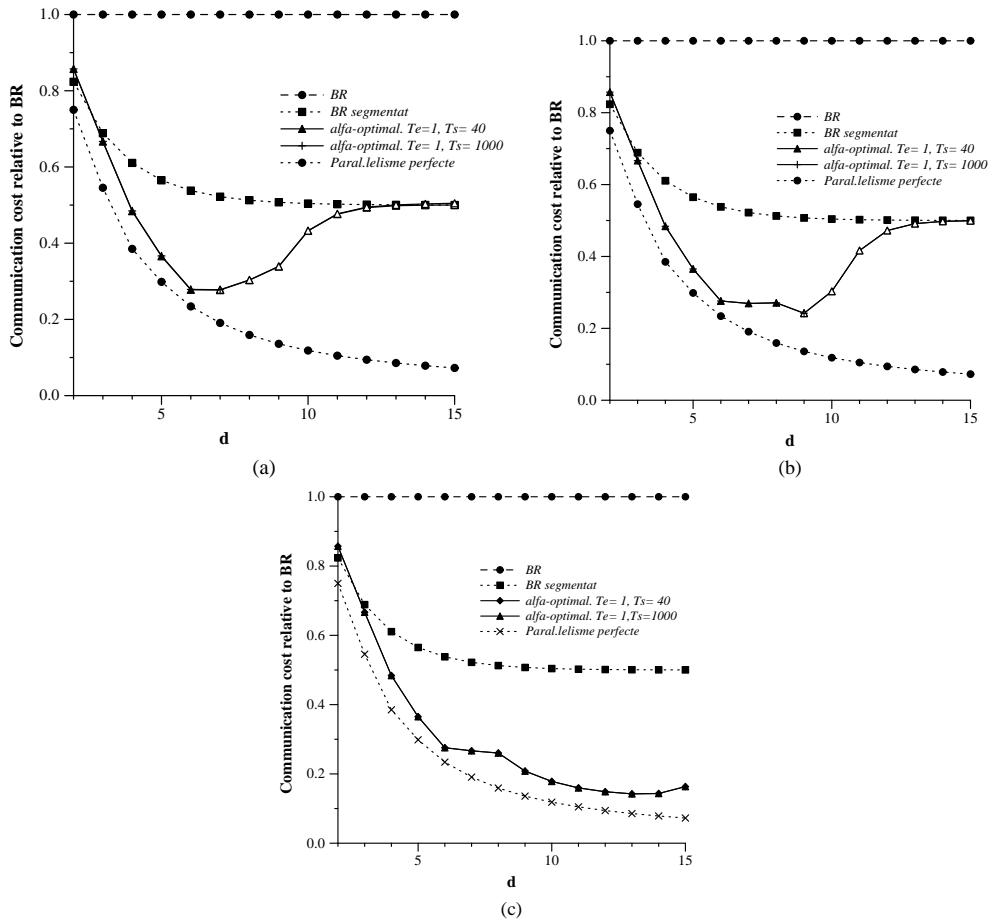 Communication cost relative to BR
1.0
0.8
0.6
0.4
0.2
0.0
5
10
15
d
BR
BR segmentat
alfa-optimal. Te=1, Ts= 40
alfa-optimal. Te= 1, Ts= 1000
Paral.lelisme perfecte
(a)
Communication cost relative to BR
1.0
0.8
0.6
0.4
0.2
0.0
5
10
15
d
BR
BR segmentat
alfa-optimal. Te= 1, Ts= 40
alfa-optimal. Te= 1, Ts= 1000
Paral.lelisme perfecte
(b)
Communication cost relative to BR
1.0
0.8
0.6
0.4
0.2
0.0
5
10
15
d
BR
BR segmentat
alfa-optimal. Te= 1, Ts= 40
alfa-optimal. Te= 1,Ts=1000
Paral.lelisme perfecte
(c)